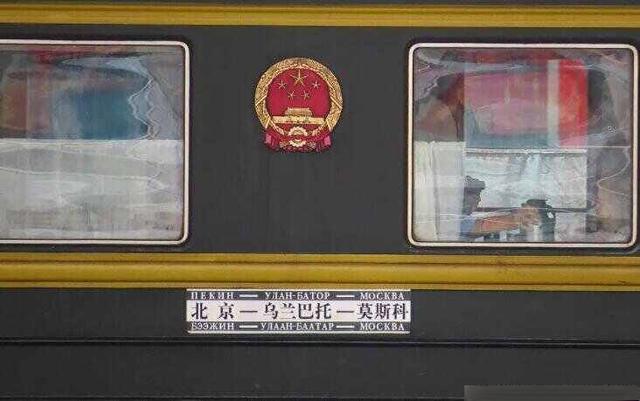 ПЕКИН — УЛАН-БАТОР — МОСКВА
北京—乌兰巴托—莫斯科
БЭЭЖИН — УЛААН-БААТАР — МОСКВА